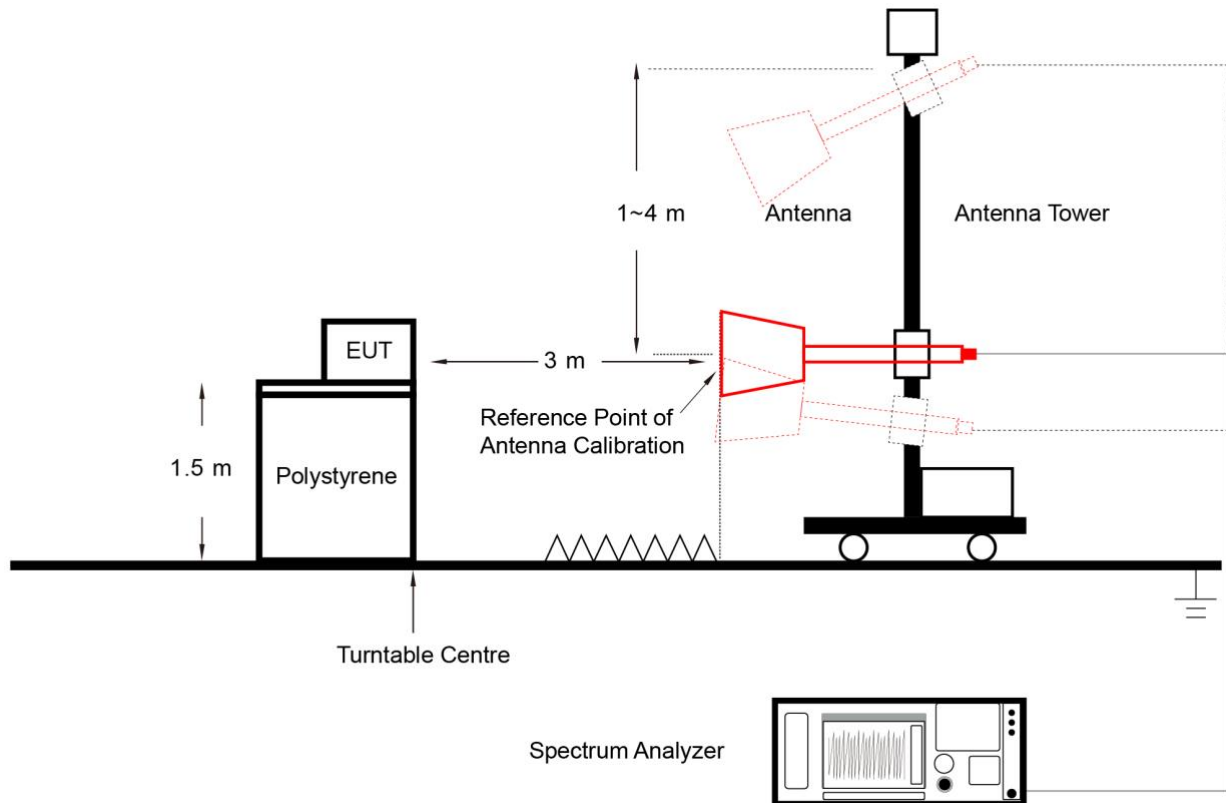 1~4 m
Antenna
Antenna Tower
EUT
3 m
Reference Point of
Antenna Calibration
1.5 m
Polystyrene
Turntable Centre
Spectrum Analyzer